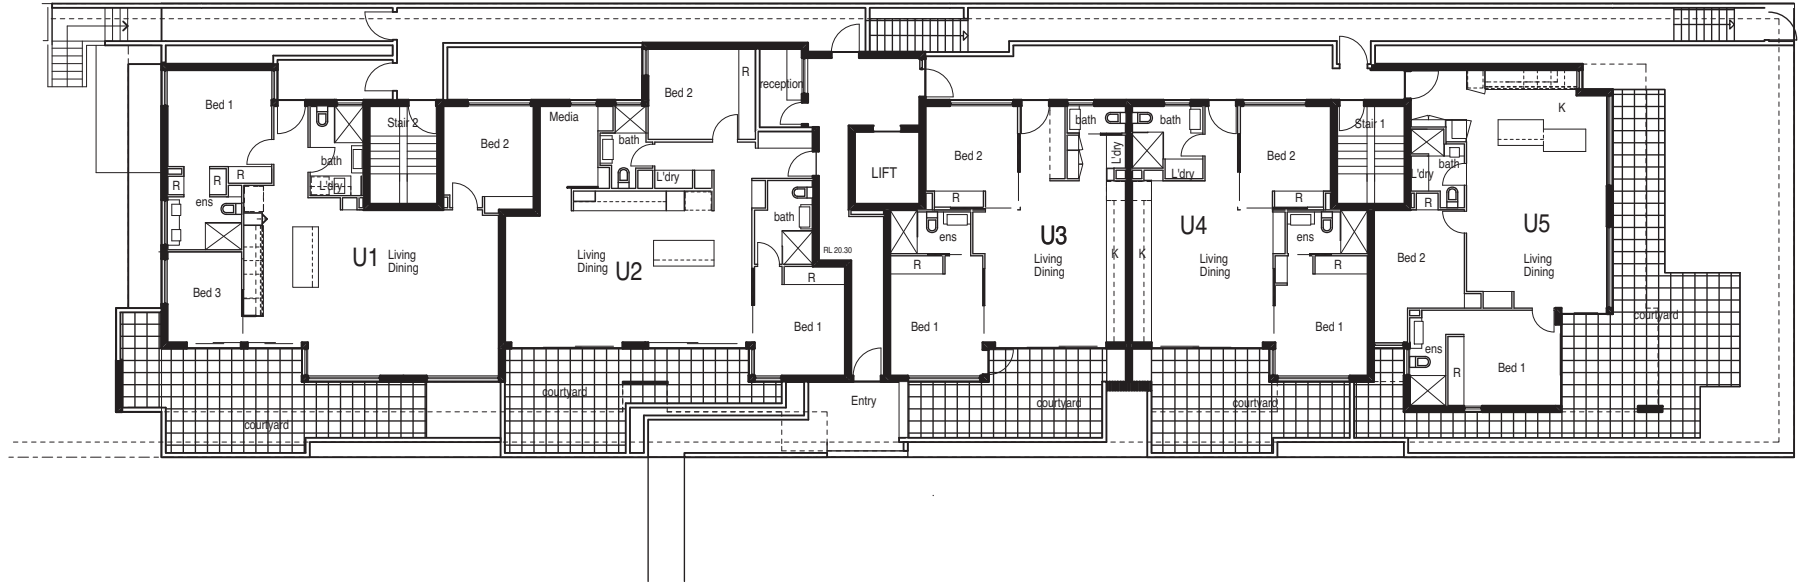 Bed 1
R
R
R
ens
Bed 3
bath
L'dry
Stair 2
U1
Living
Dining
Bed 2
courtyard
Media
bath
L'dry
Bed 2
R
reception
Living
Dining
U2
bath
R
Bed 1
courtyard
LIFT
RL 20.30
Entry
Bed 2
R
ens
R
Bed 1
bath
L'dry
U3
Living
Dining
K
courtyard
K
bath
L'dry
U4
Living
Dining
Bed 2
R
ens
R
Bed 1
courtyard
Stair 1
K
bath
L'dry
R
U5
Living
Dining
Bed 2
ens
R
Bed 1
courtyard